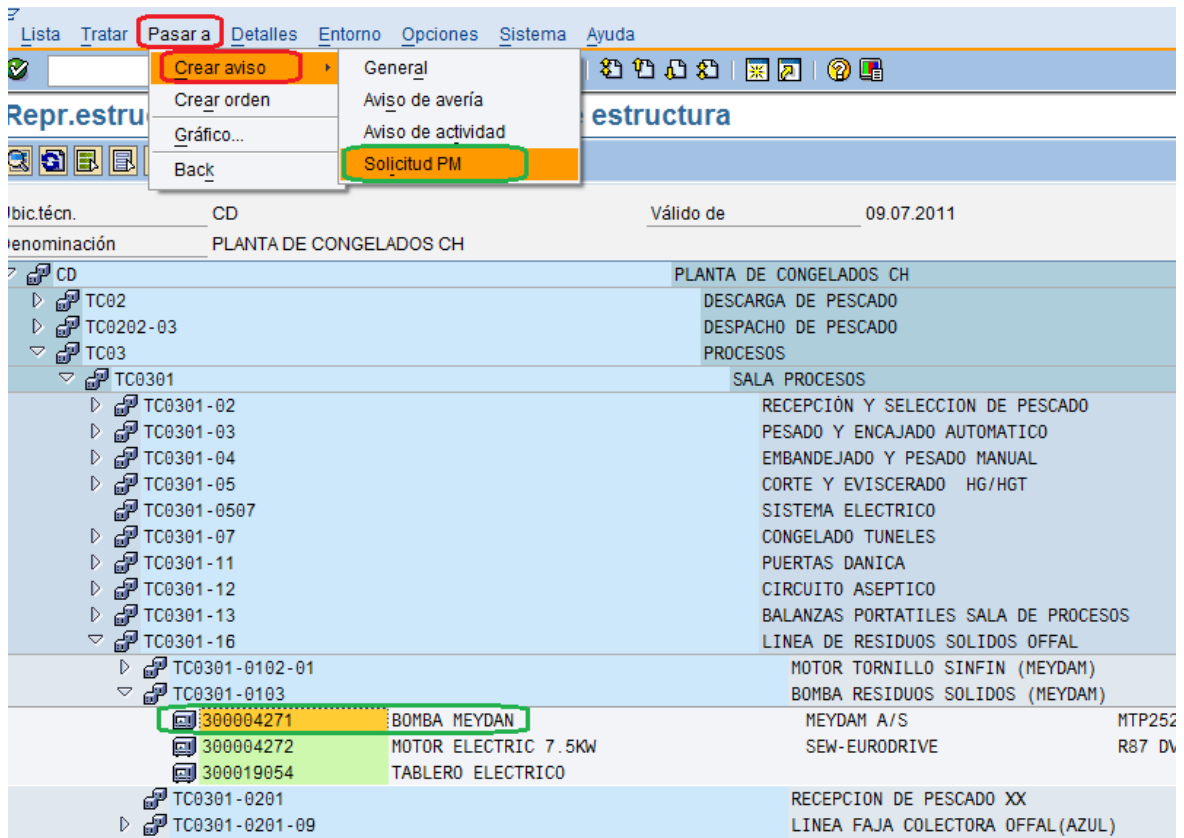 Lista Tratar Pasar a Detalles Entorno Opciones Sistema Ayuda
Crear aviso General
Crear orden Aviso de avería
Gráfico... Aviso de actividad
Back Solicitud PM
Repr.estru estructura
Ubic.técn. CD Válido de 09.07.2011
Denominación PLANTA DE CONGELADOS CH
CD PLANTA DE CONGELADOS CH
TC02 DESCARGA DE PESCADO
TC0202-03 DESPACHO DE PESCADO
TC03 PROCESOS
TC0301 SALA PROCESOS
TC0301-02 RECEPCIÓN Y SELECCION DE PESCADO
TC0301-03 PESADO Y ENCAJADO AUTOMATICO
TC0301-04 EMBANDEJADO Y PESADO MANUAL
TC0301-05 CORTE Y EVISCERADO HG/HGT
TC0301-0507 SISTEMA ELECTRICO
TC0301-07 CONGELADO TUNELES
TC0301-11 PUERTAS DANICA
TC0301-12 CIRCUITO ASEPTICO
TC0301-13 BALANZAS PORTATILES SALA DE PROCESOS
TC0301-16 LINEA DE RESIDUOS SOLIDOS OFFAL
TC0301-0102-01 MOTOR TORNILLO SINFIN (MEYDAM)
TC0301-0103 BOMBA RESIDUOS SOLIDOS (MEYDAM)
300004271 BOMBA MEYDAN MEYDAM A/S MTP252
300004272 MOTOR ELECTRIC 7.5KW SEW-EURODRIVE R87 DV
300019054 TABLERO ELECTRICO
TC0301-0201 RECEPCION DE PESCADO XX
TC0301-0201-09 LINEA FAJA COLECTORA OFFAL(AZUL)